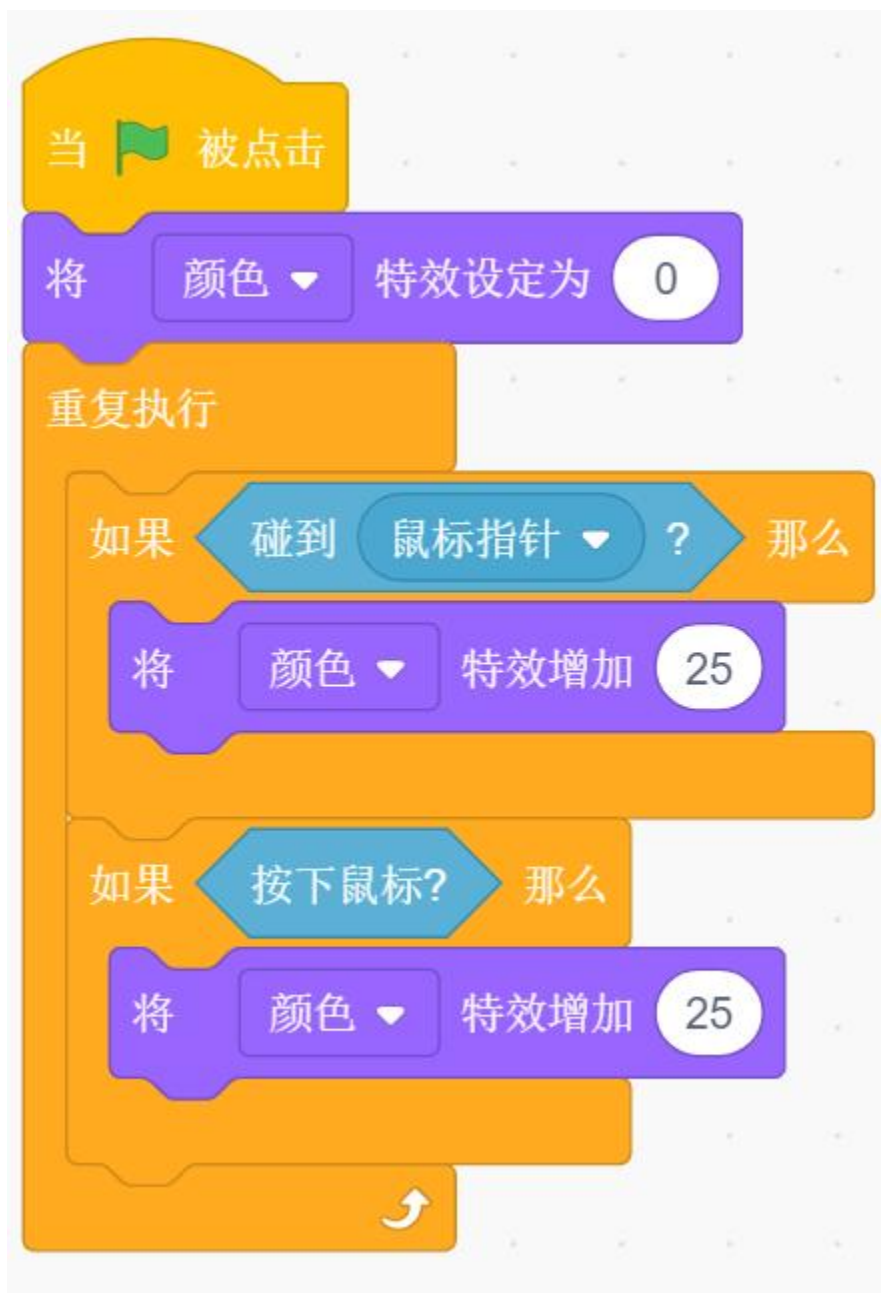 当 被点击
将 颜色 特效设定为 0
重复执行
如果 碰到 鼠标指针 ? 那么
将 颜色 特效增加 25
如果 按下鼠标? 那么
将 颜色 特效增加 25